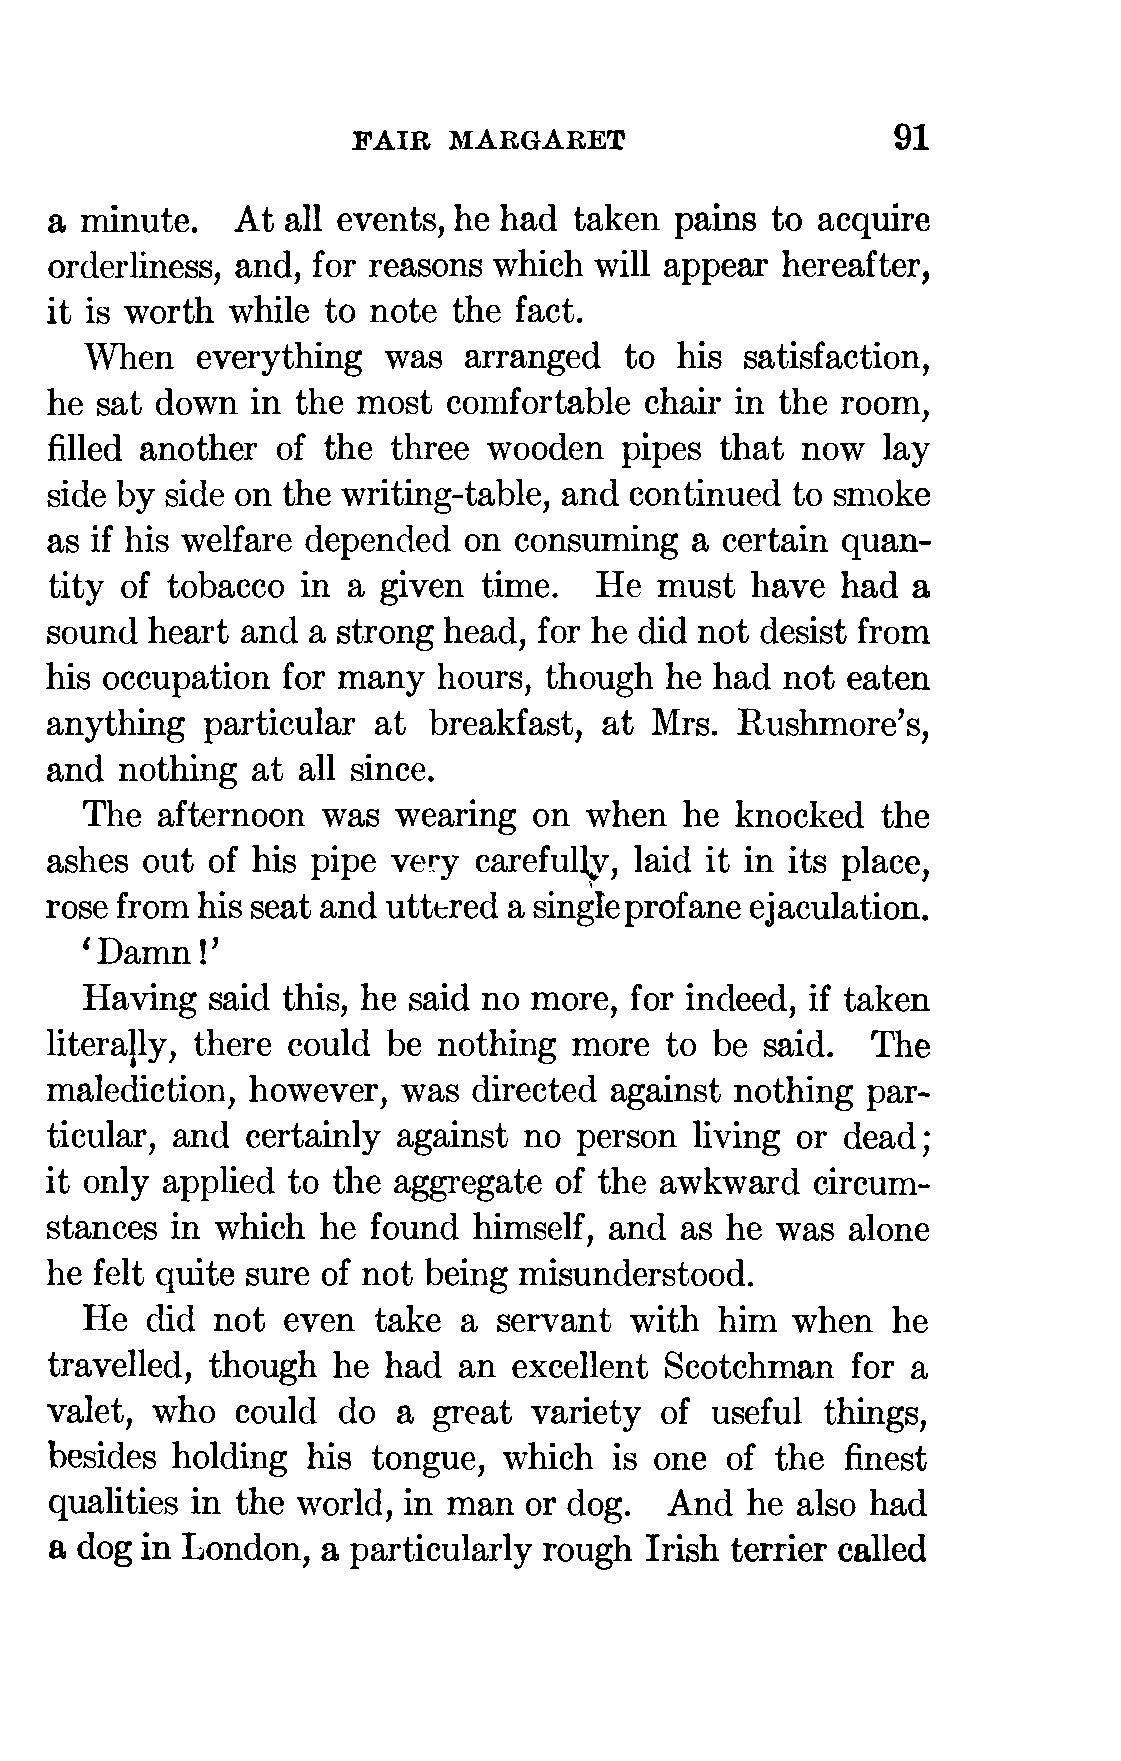 FAIR MARGARET 91
a minute. At all events, he had taken pains to acquire
orderliness, and, for reasons which will appear hereafter,
it is worth while to note the fact.
When everything was arranged to his satisfaction,
he sat down in the most comfortable chair in the room,
filled another of the three wooden pipes that now lay
side by side on the writing-table, and continued to smoke
as if his welfare depended on consuming a certain quan-
tity of tobacco in a given time. He must have had a
sound heart and a strong head, for he did not desist from
his occupation for many hours, though he had not eaten
anything particular at breakfast, at Mrs. Rushmore's,
and nothing at all since.
The afternoon was wearing on when he knocked the
ashes out of his pipe very carefully, laid it in its place,
rose from his seat and uttered a single profane ejaculation.
'Damn!'
Having said this, he said no more, for indeed, if taken
literally, there could be nothing more to be said. The
malediction, however, was directed against nothing par-
ticular, and certainly against no person living or dead;
it only applied to the aggregate of the awkward circum-
stances in which he found himself, and as he was alone
he felt quite sure of not being misunderstood.
He did not even take a servant with him when he
travelled, though he had an excellent Scotchman for a
valet, who could do a great variety of useful things,
besides holding his tongue, which is one of the finest
qualities in the world, in man or dog. And he also had
a dog in London, a particularly rough Irish terrier called